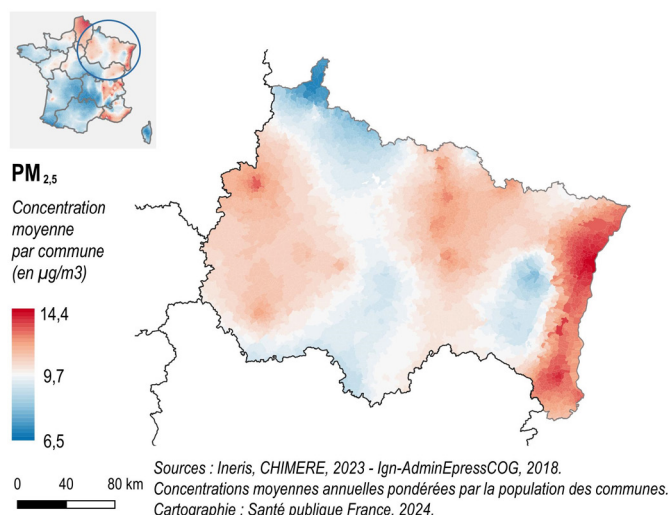 PM 2,5
Concentration
moyenne
par commune
(en µg/m3)
14,4
9,7
6,5
0 40 80 km
Sources : Ineris, CHIMERE, 2023 - Ign-AdminEpressCOG, 2018.
Concentrations moyennes annuelles pondérées par la population des communes.
Cartographie : Santé publique France, 2024.